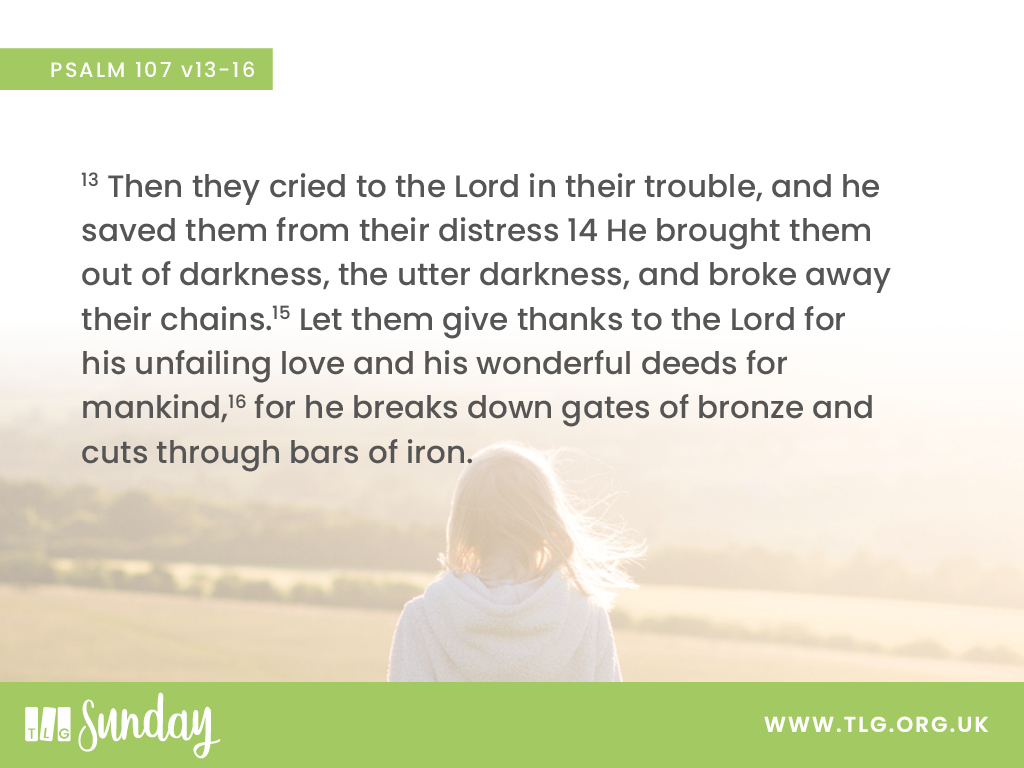 PSALM 107 v13-16
¹³ Then they cried to the Lord in their trouble, and he
saved them from their distress 14 He brought them
out of darkness, the utter darkness, and broke away
their chains.¹⁵ Let them give thanks to the Lord for
his unfailing love and his wonderful deeds for
mankind,¹⁶ for he breaks down gates of bronze and
cuts through bars of iron.
TLG Sunday
WWW.TLG.ORG.UK